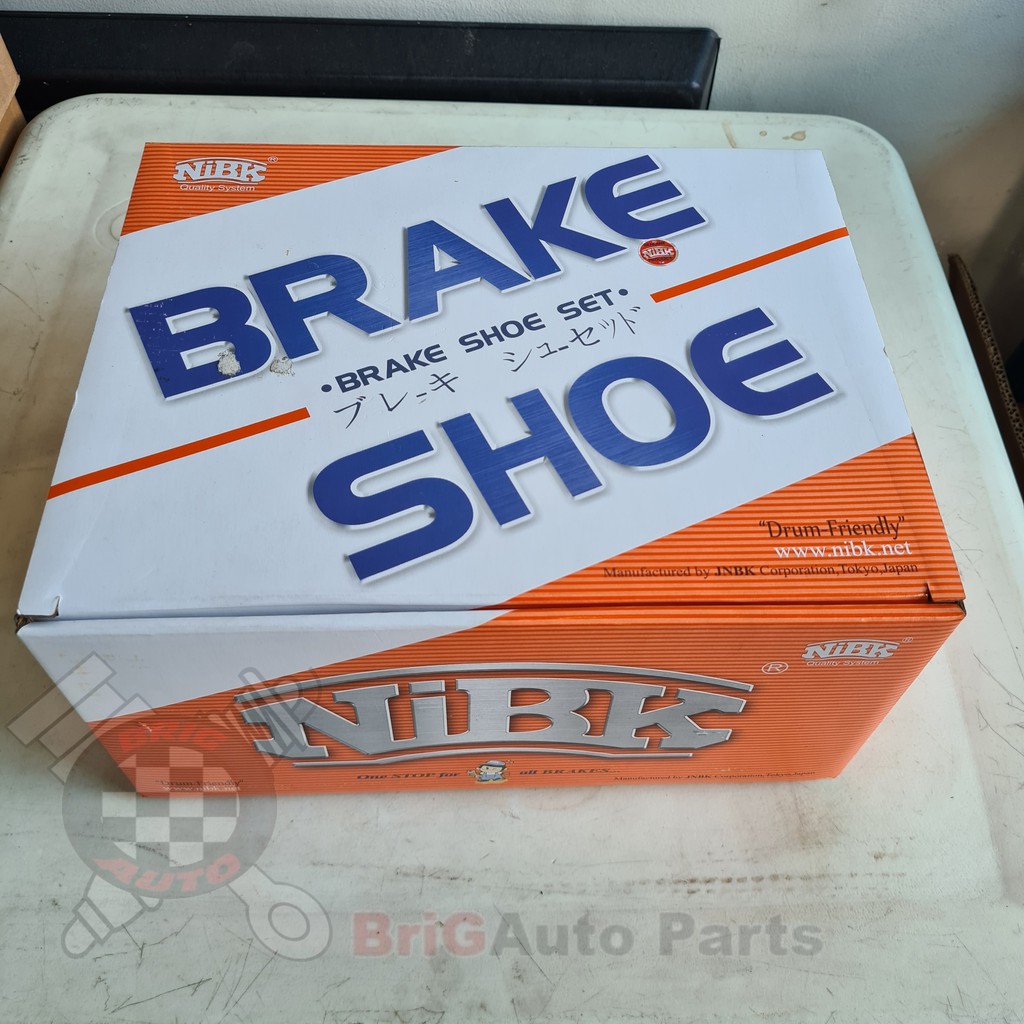 NiBK®
Quality System
BRAKE
NiBK
•BRAKE SHOE SET•
ブレーキ シューセッド
SHOE
"Drum-Friendly"
www.nibk.net
Manufactured by JNBK Corporation,Tokyo,Japan
NiBK®
Quality System
NiBK®
One STOP for all BRAKEN...
Manufactured by JNBK Corporation,Tokyo,Japan
"Drum-Friendly"
www.nibk.net
BRIG
AUTO
BriGAuto Parts